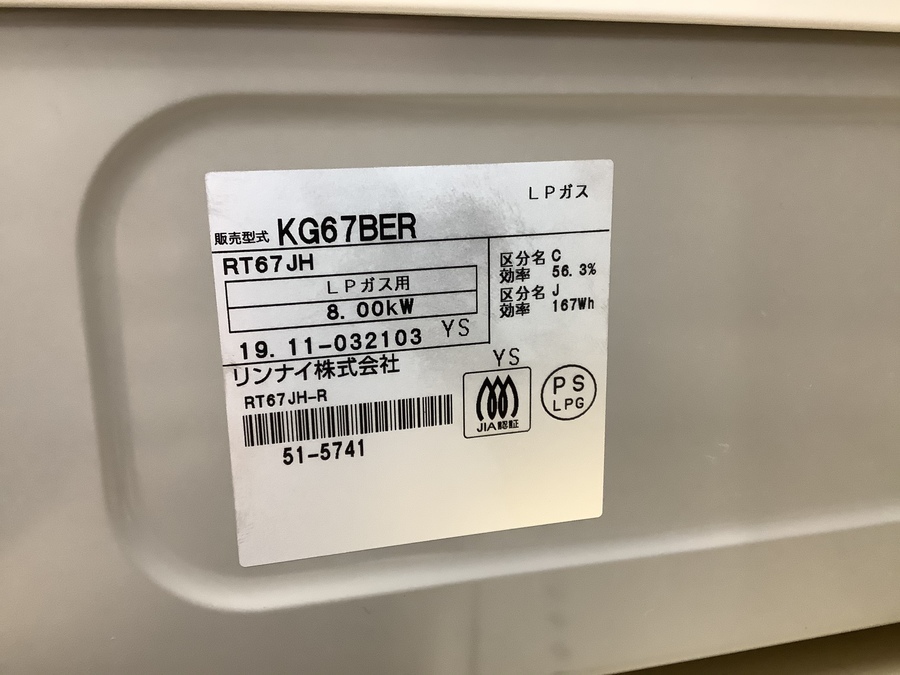 LPガス
販売型式 KG67BER
RT67JH
LPガス用
8.00kW
19.11-032103 YS
区分名 C
効率 56.3%
区分名 J
効率 167Wh
リンナイ株式会社
RT67JH-R
51-5741
YS
JIA認証
PS
LPG